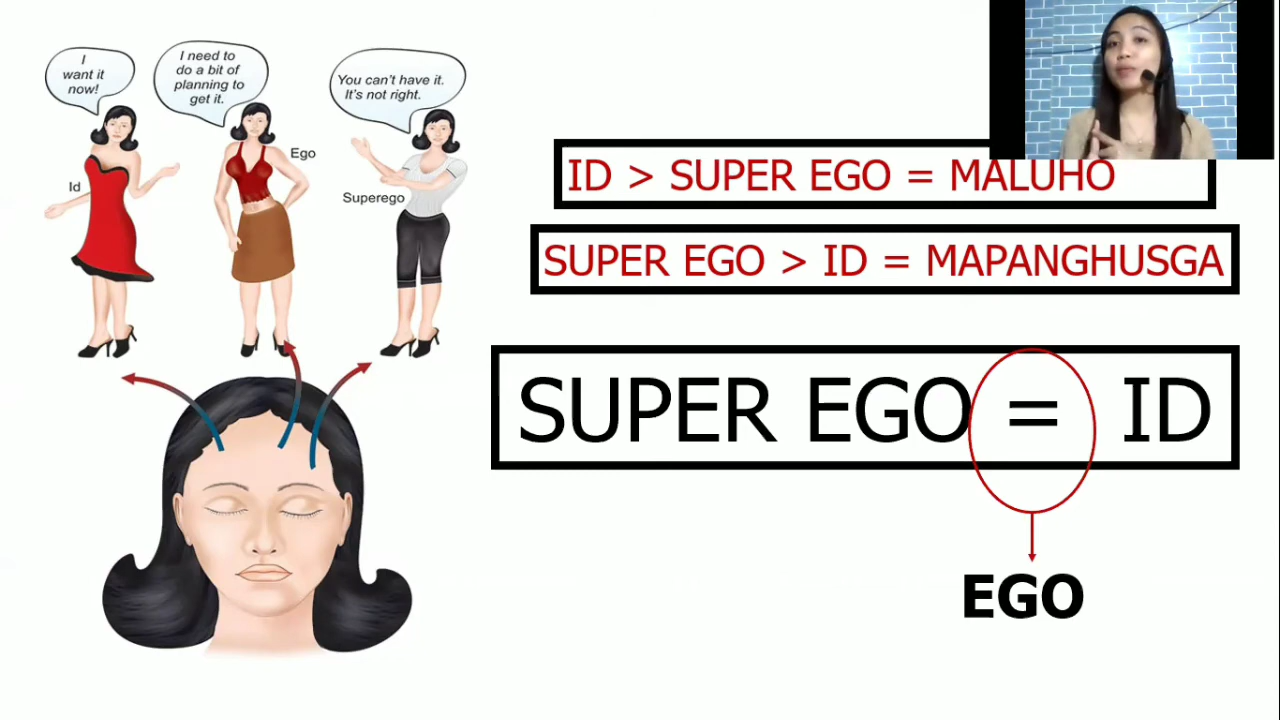 I
want it
now!
I need to
do a bit of
planning to
get it.
You can't have it.
It's not right.
Id
Ego
Superego
ID > SUPER EGO = MALUHO
SUPER EGO > ID = MAPANGHUSGA
SUPER EGO = ID
EGO